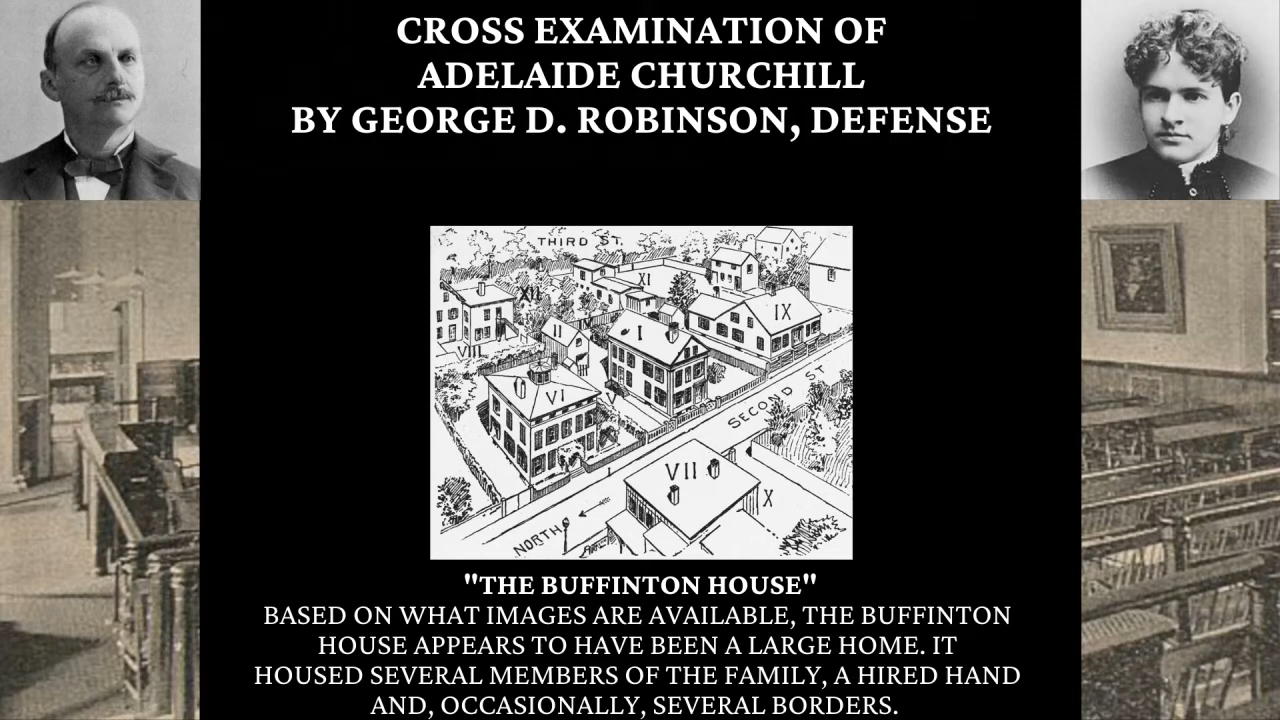 CROSS EXAMINATION OF
ADELAIDE CHURCHILL
BY GEORGE D. ROBINSON, DEFENSE
THIRD ST.
XII
XI
IX
II
I
VIII
VI
V
SECOND ST
VII
X
NORTH
"THE BUFFINTON HOUSE"
BASED ON WHAT IMAGES ARE AVAILABLE, THE BUFFINTON
HOUSE APPEARS TO HAVE BEEN A LARGE HOME. IT
HOUSED SEVERAL MEMBERS OF THE FAMILY, A HIRED HAND
AND, OCCASIONALLY, SEVERAL BORDERS.